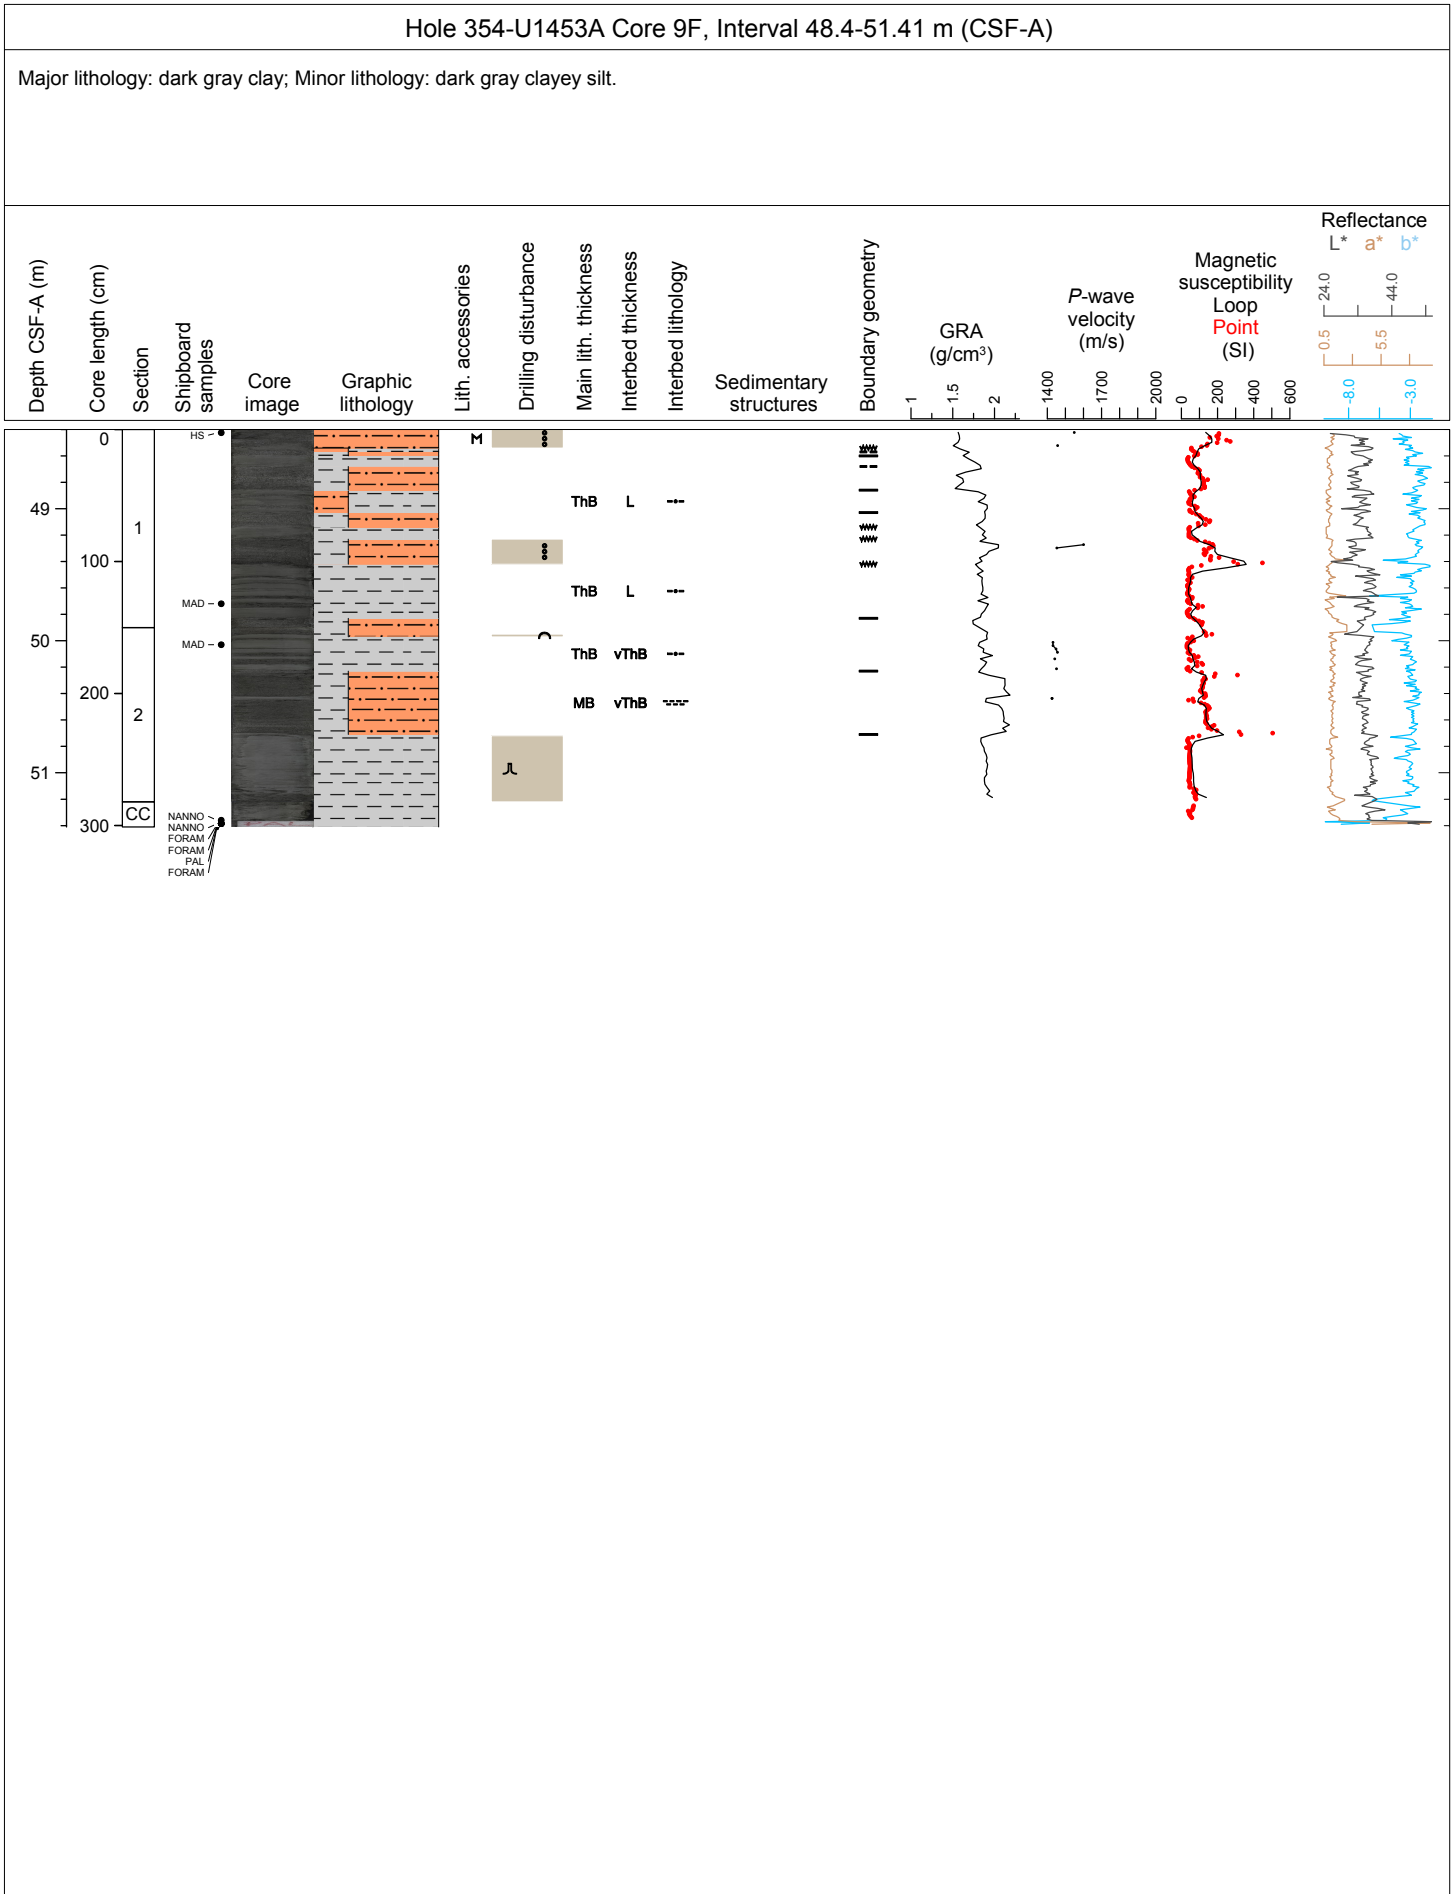 Hole 354-U1453A Core 9F, Interval 48.4-51.41 m (CSF-A)
Major lithology: dark gray clay; Minor lithology: dark gray clayey silt.
Depth CSF-A (m)
Core length (cm)
Section
Shipboard
samples
Core
image
Graphic
lithology
Lith. accessories
Drilling disturbance
Main lith. thickness
Interbed thickness
Interbed lithology
Sedimentary
structures
Boundary geometry
GRA
(g/cm³)
1
1.5
2
P-wave
velocity
(m/s)
1400
1700
2000
Magnetic
susceptibility
Loop
Point
(SI)
0
200
400
600
Reflectance
L* a* b*
24.0
44.0
0.5
5.5
-8.0
-3.0
0
HS
M
49
1
ThB L
100
ThB L
MAD
50
MAD
ThB vThB
200
2
MB vThB
51
CC
300
NANNO
NANNO
FORAM
FORAM
PAL
FORAM